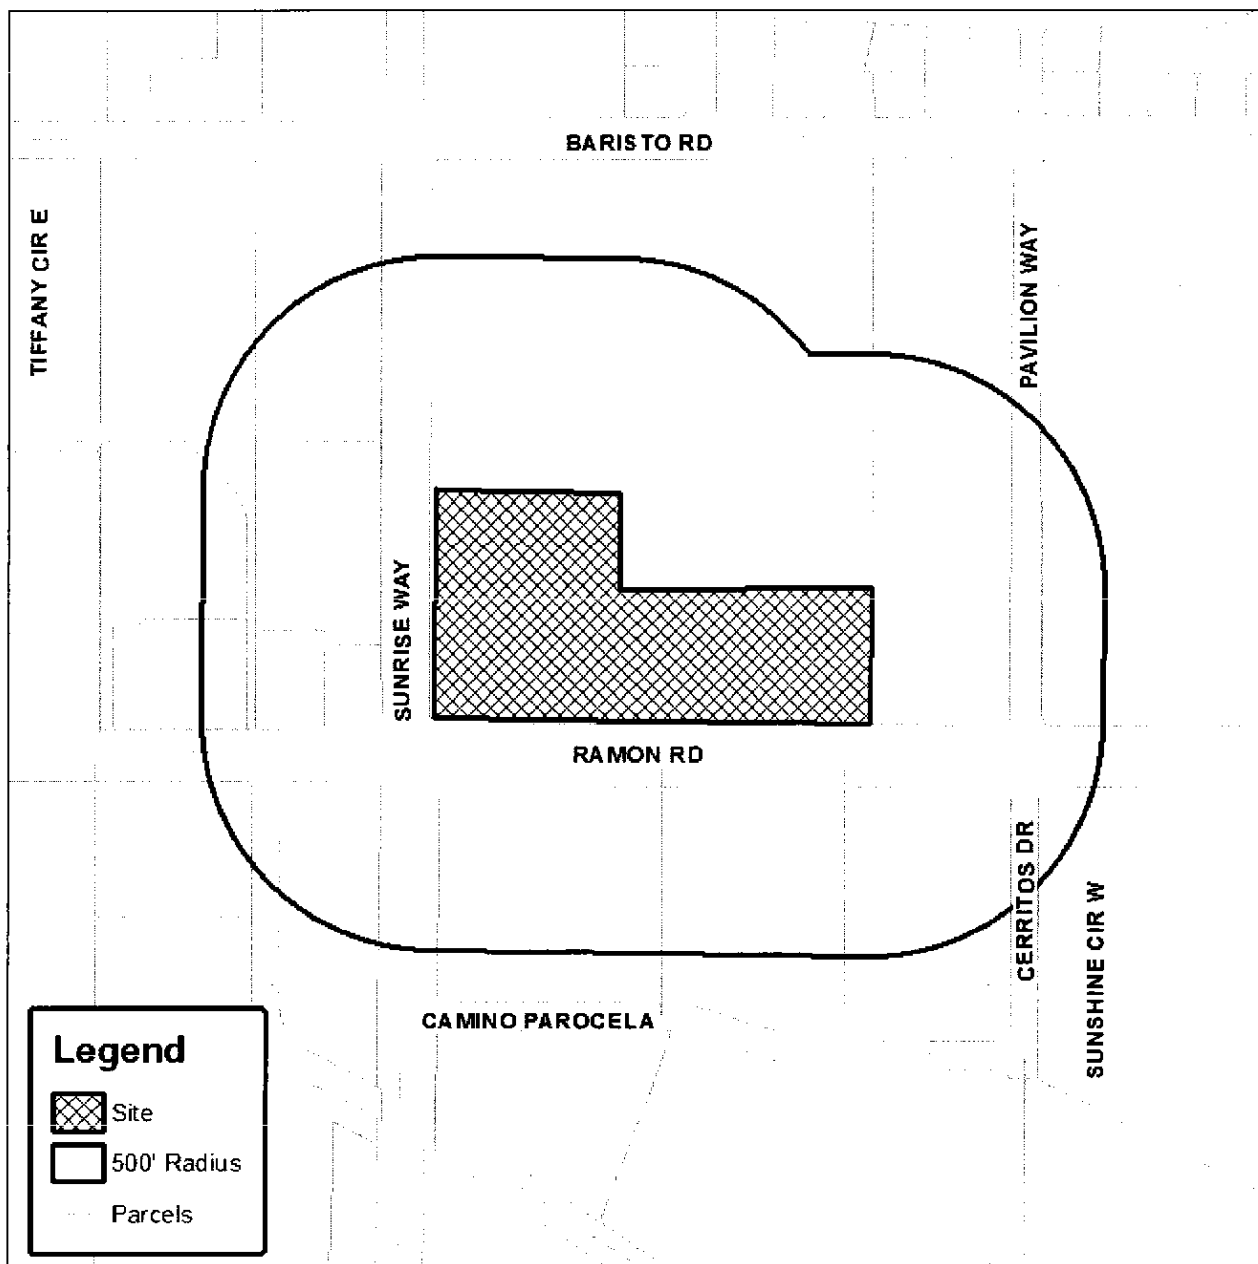 BARISTO RD
TIFFANY CIR E
PAVILION WAY
SUNRISE WAY
RAMON RD
CERRITOS DR
SUNSHINE CIR W
CAMINO PAROCELA
Legend
Site
500' Radius
Parcels